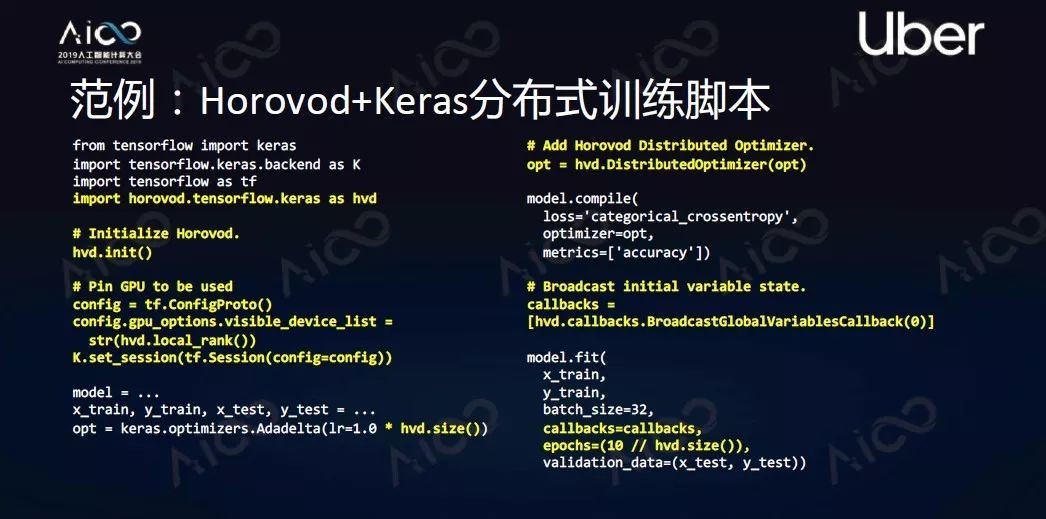 Aico
2019人工智能计算大会
AI COMPUTING CONFERENCE 2019
Uber
范例：Horovod+Keras分布式训练脚本
from tensorflow import keras
import tensorflow.keras.backend as K
import tensorflow as tf
import horovod.tensorflow.keras as hvd
# Initialize Horovod.
hvd.init()
# Pin GPU to be used
config = tf.ConfigProto()
config.gpu_options.visible_device_list =
str(hvd.local_rank())
K.set_session(tf.Session(config=config))
model = ...
x_train, y_train, x_test, y_test = ...
opt = keras.optimizers.Adadelta(lr=1.0 * hvd.size())
# Add Horovod Distributed Optimizer.
opt = hvd.DistributedOptimizer(opt)
model.compile(
loss='categorical_crossentropy',
optimizer=opt,
metrics=['accuracy'])
# Broadcast initial variable state.
callbacks =
[hvd.callbacks.BroadcastGlobalVariablesCallback(0)]
model.fit(
x_train,
y_train,
batch_size=32,
callbacks=callbacks,
epochs=(10 // hvd.size()),
validation_data=(x_test, y_test))